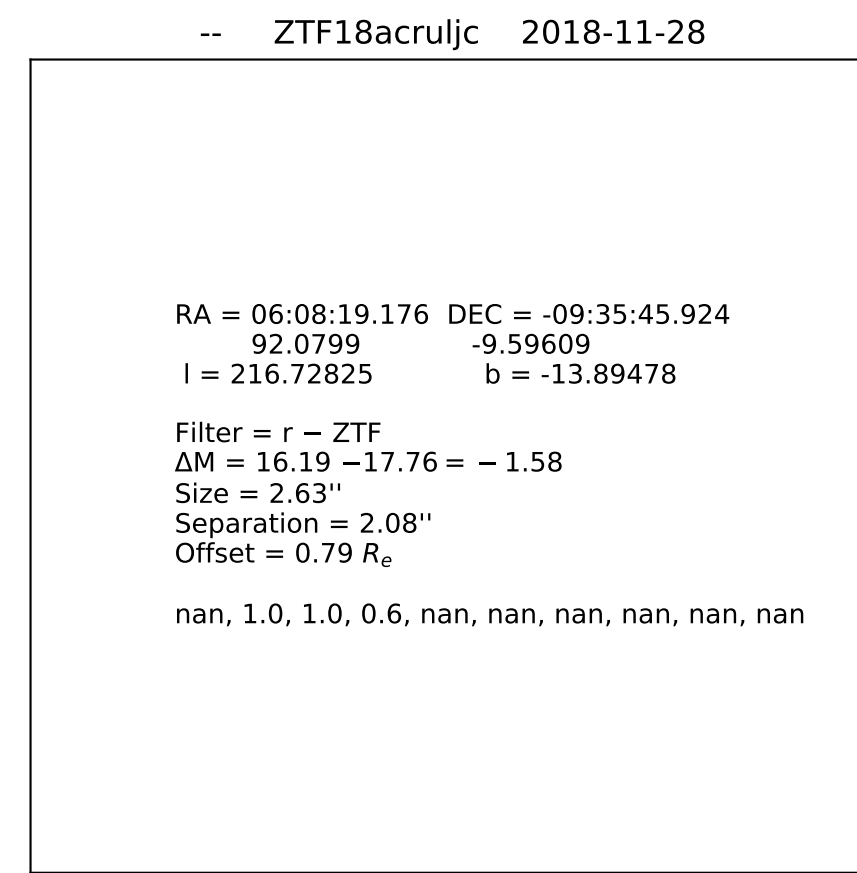 -- ZTF18acruljc 2018-11-28
RA = 06:08:19.176 DEC = -09:35:45.924
92.0799 -9.59609
l = 216.72825 b = -13.89478
Filter = r − ZTF
ΔM = 16.19 −17.76 = − 1.58
Size = 2.63''
Separation = 2.08''
Offset = 0.79 Re
nan, 1.0, 1.0, 0.6, nan, nan, nan, nan, nan, nan